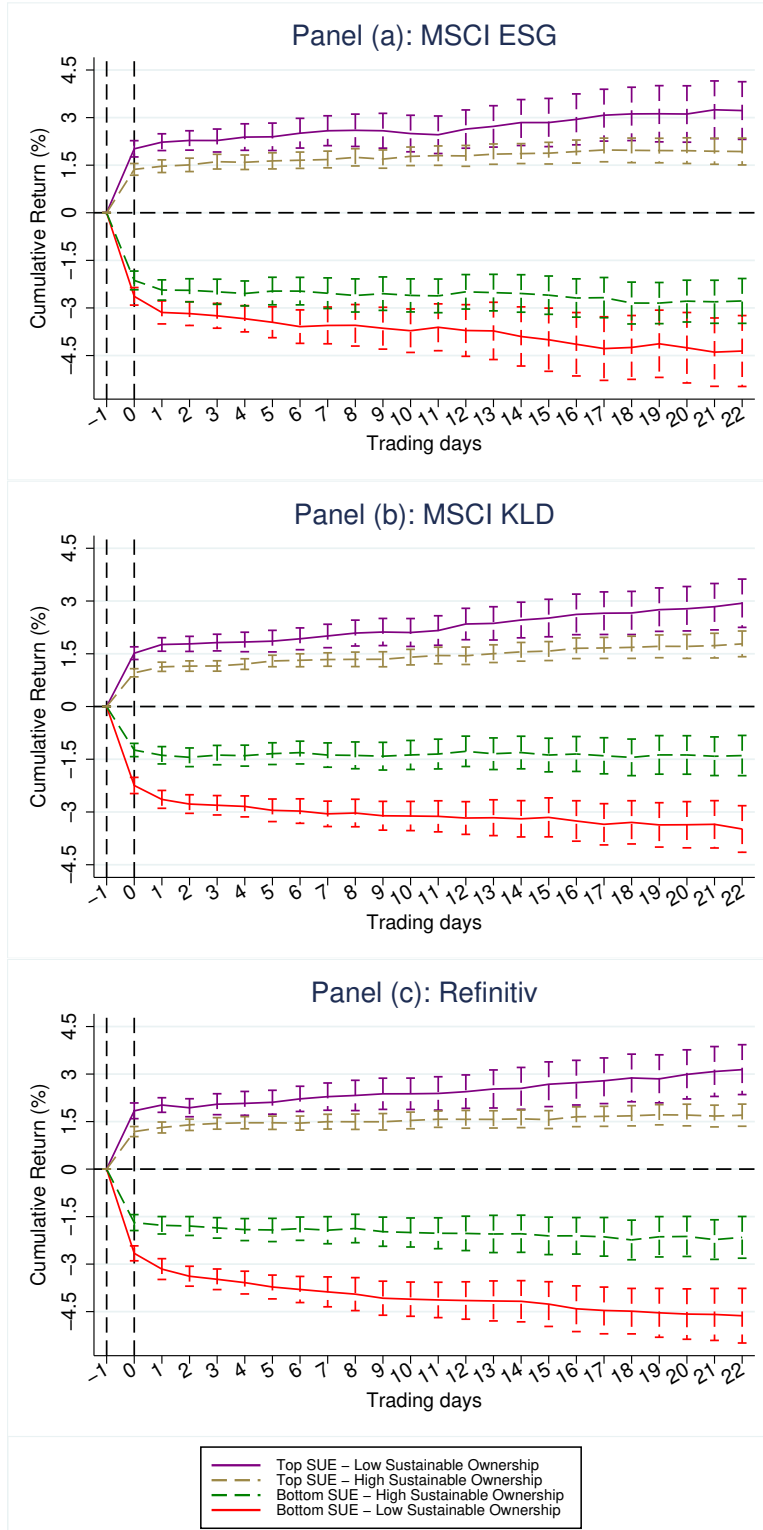 Panel (a): MSCI ESG
Cumulative Return (%)
4.5
3
1.5
0
−1.5
−3
−4.5
−1 0 1 2 3 4 5 6 7 8 9 10 11 12 13 14 15 16 17 18 19 20 21 22
Trading days
Panel (b): MSCI KLD
Cumulative Return (%)
4.5
3
1.5
0
−1.5
−3
−4.5
−1 0 1 2 3 4 5 6 7 8 9 10 11 12 13 14 15 16 17 18 19 20 21 22
Trading days
Panel (c): Refinitiv
Cumulative Return (%)
4.5
3
1.5
0
−1.5
−3
−4.5
−1 0 1 2 3 4 5 6 7 8 9 10 11 12 13 14 15 16 17 18 19 20 21 22
Trading days
Top SUE − Low Sustainable Ownership
Top SUE − High Sustainable Ownership
Bottom SUE − High Sustainable Ownership
Bottom SUE − Low Sustainable Ownership